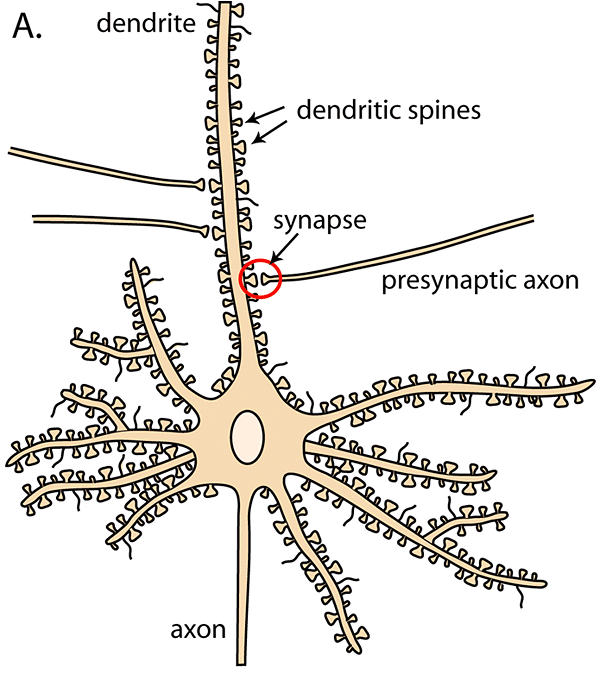 A.
dendrite
dendritic spines
synapse
presynaptic axon
axon